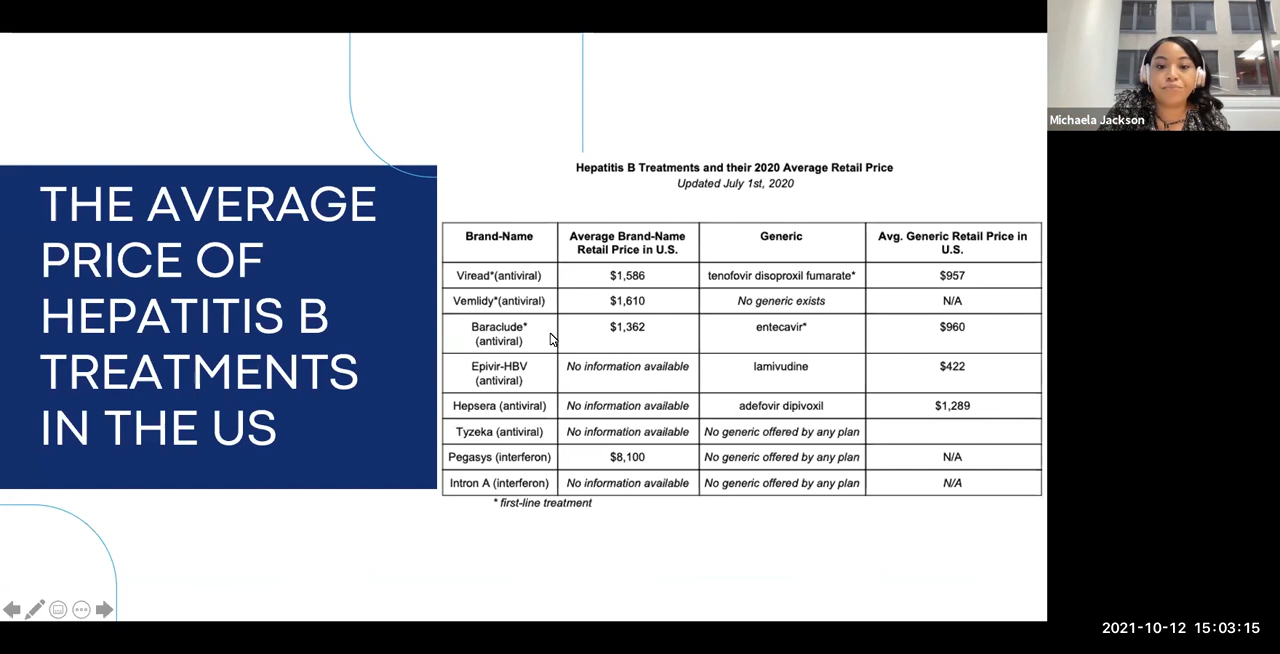 THE AVERAGE
PRICE OF
HEPATITIS B
TREATMENTS
IN THE US
Hepatitis B Treatments and their 2020 Average Retail Price
Updated July 1st, 2020
Brand-Name
Average Brand-Name
Retail Price in U.S.
Generic
Avg. Generic Retail Price in
U.S.
Viread*(antiviral)
$1,586
tenofovir disoproxil fumarate*
$957
Vemlidy*(antiviral)
$1,610
No generic exists
N/A
Baraclude*
(antiviral)
$1,362
entecavir*
$960
Epivir-HBV
(antiviral)
No information available
lamivudine
$422
Hepsera (antiviral)
No information available
adefovir dipivoxil
$1,289
Tyzeka (antiviral)
No information available
No generic offered by any plan
Pegasys (interferon)
$8,100
No generic offered by any plan
N/A
Intron A (interferon)
No information available
No generic offered by any plan
N/A
* first-line treatment
Michaela Jackson
2021-10-12 15:03:15